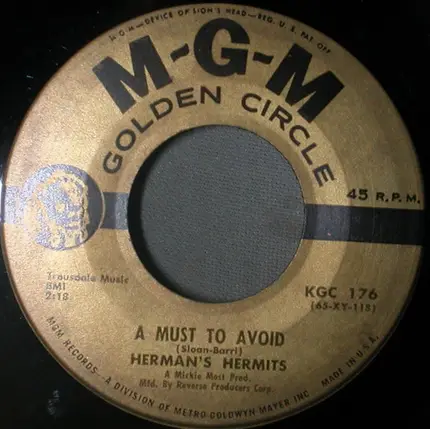 M-G-M—DEVICE OF LION'S HEAD—REG. U.S. PAT. OFF.
M-G-M
GOLDEN CIRCLE
45 R.P.M.
Trousdale Music
BMI
2:18
KGC 176
(65-XY-115)
A MUST TO AVOID
(Sloan-Barri)
HERMAN'S HERMITS
A Mickie Most Prod.
Mfd. By Reverse Producers Corp.
MGM RECORDS - A DIVISION OF METRO-GOLDWYN-MAYER INC
MADE IN U.S.A.